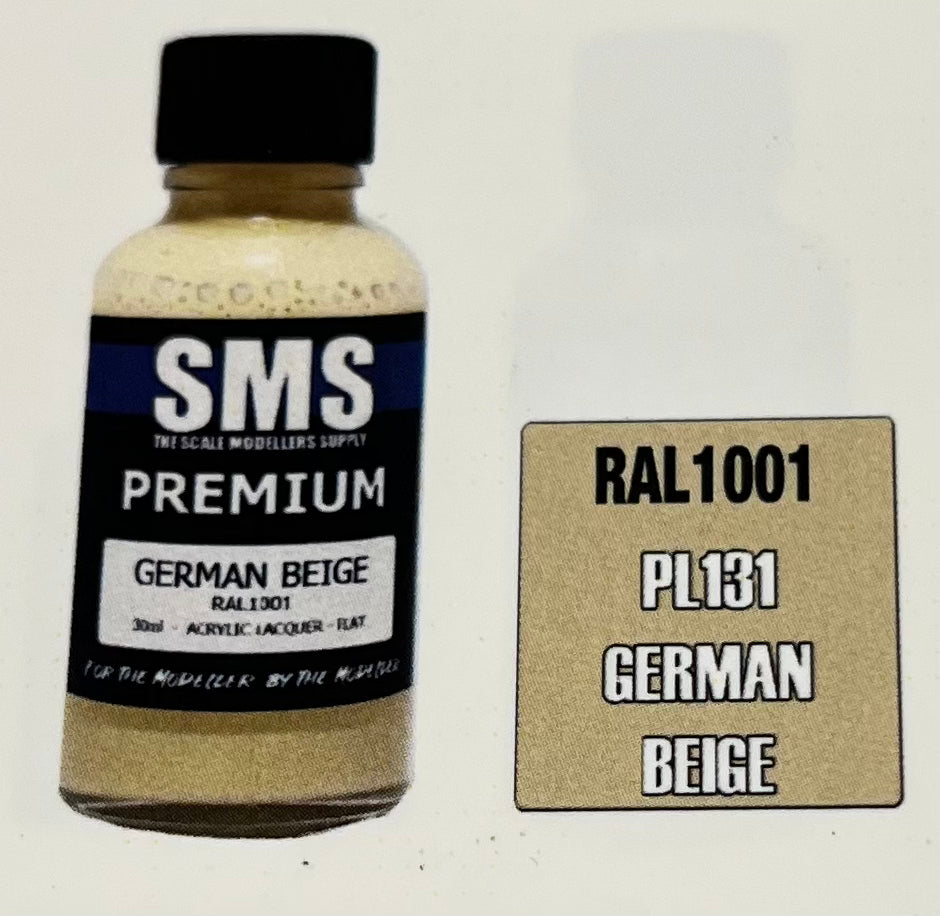 SMS
THE SCALE MODELLERS SUPPLY
PREMIUM
GERMAN BEIGE
RAL1001
30ml - ACRYLIC LACQUER - FLAT
FOR THE MODELLER BY THE MODELLER
RAL1001
PL131
GERMAN
BEIGE